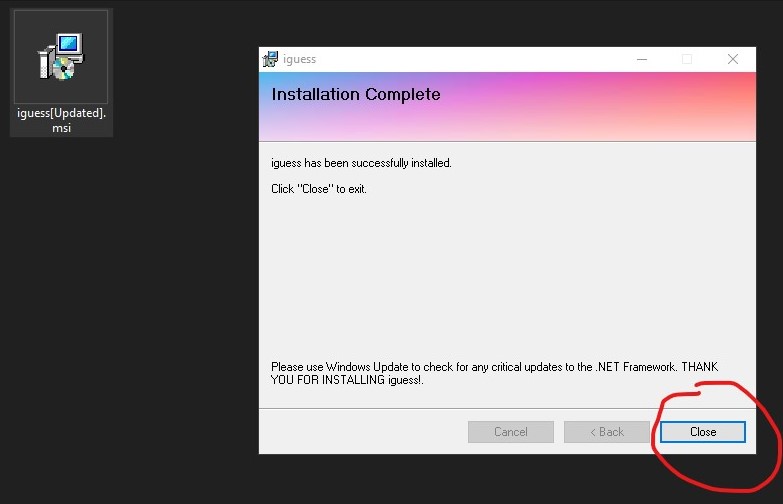 iguess[Updated].
msi
iguess
Installation Complete
iguess has been successfully installed.
Click "Close" to exit.
Please use Windows Update to check for any critical updates to the .NET Framework. THANK
YOU FOR INSTALLING iguess!.
Cancel
< Back
Close